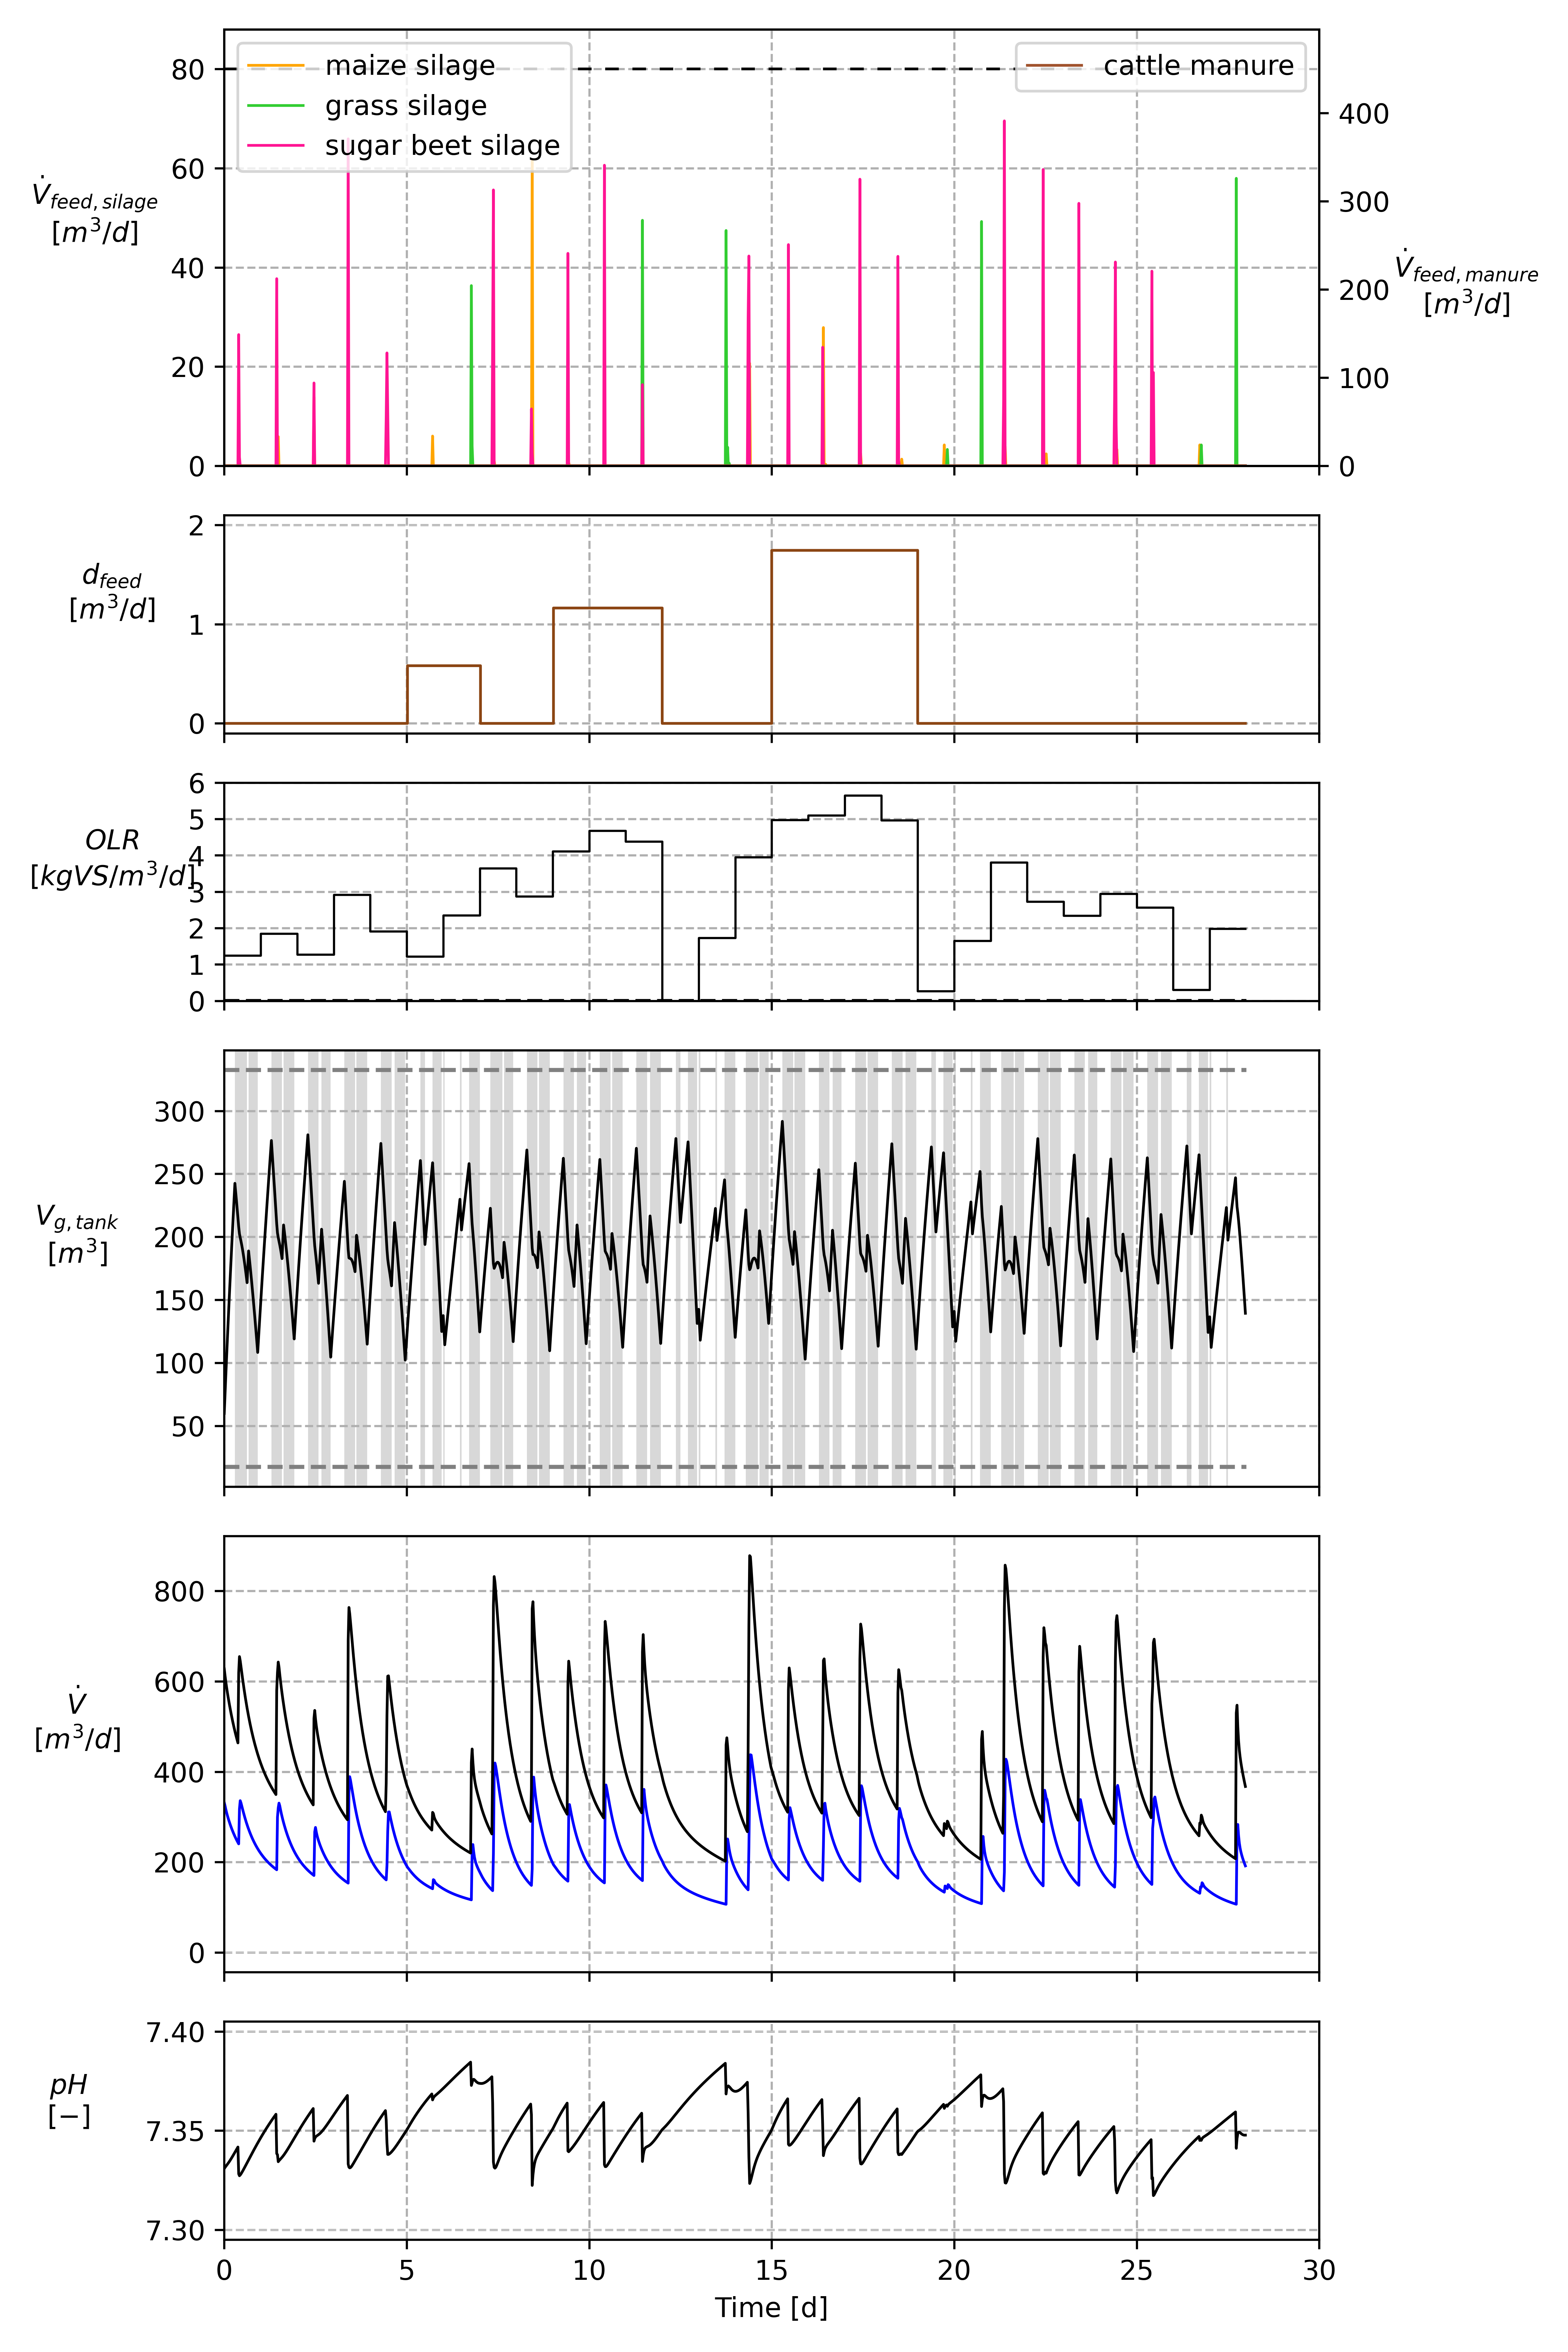 maize silage
grass silage
sugar beet silage
cattle manure
80
60
40
20
0
V̇feed, silage
[m³/d]
400
300
200
100
0
V̇feed, manure
[m³/d]
2
1
0
dfeed
[m³/d]
6
5
4
3
2
1
0
OLR
[kgVS/m³/d]
300
250
200
150
100
50
Vg, tank
[m³]
800
600
400
200
0
V̇
[m³/d]
7.40
7.35
7.30
pH
[−]
0 5 10 15 20 25 30
Time [d]